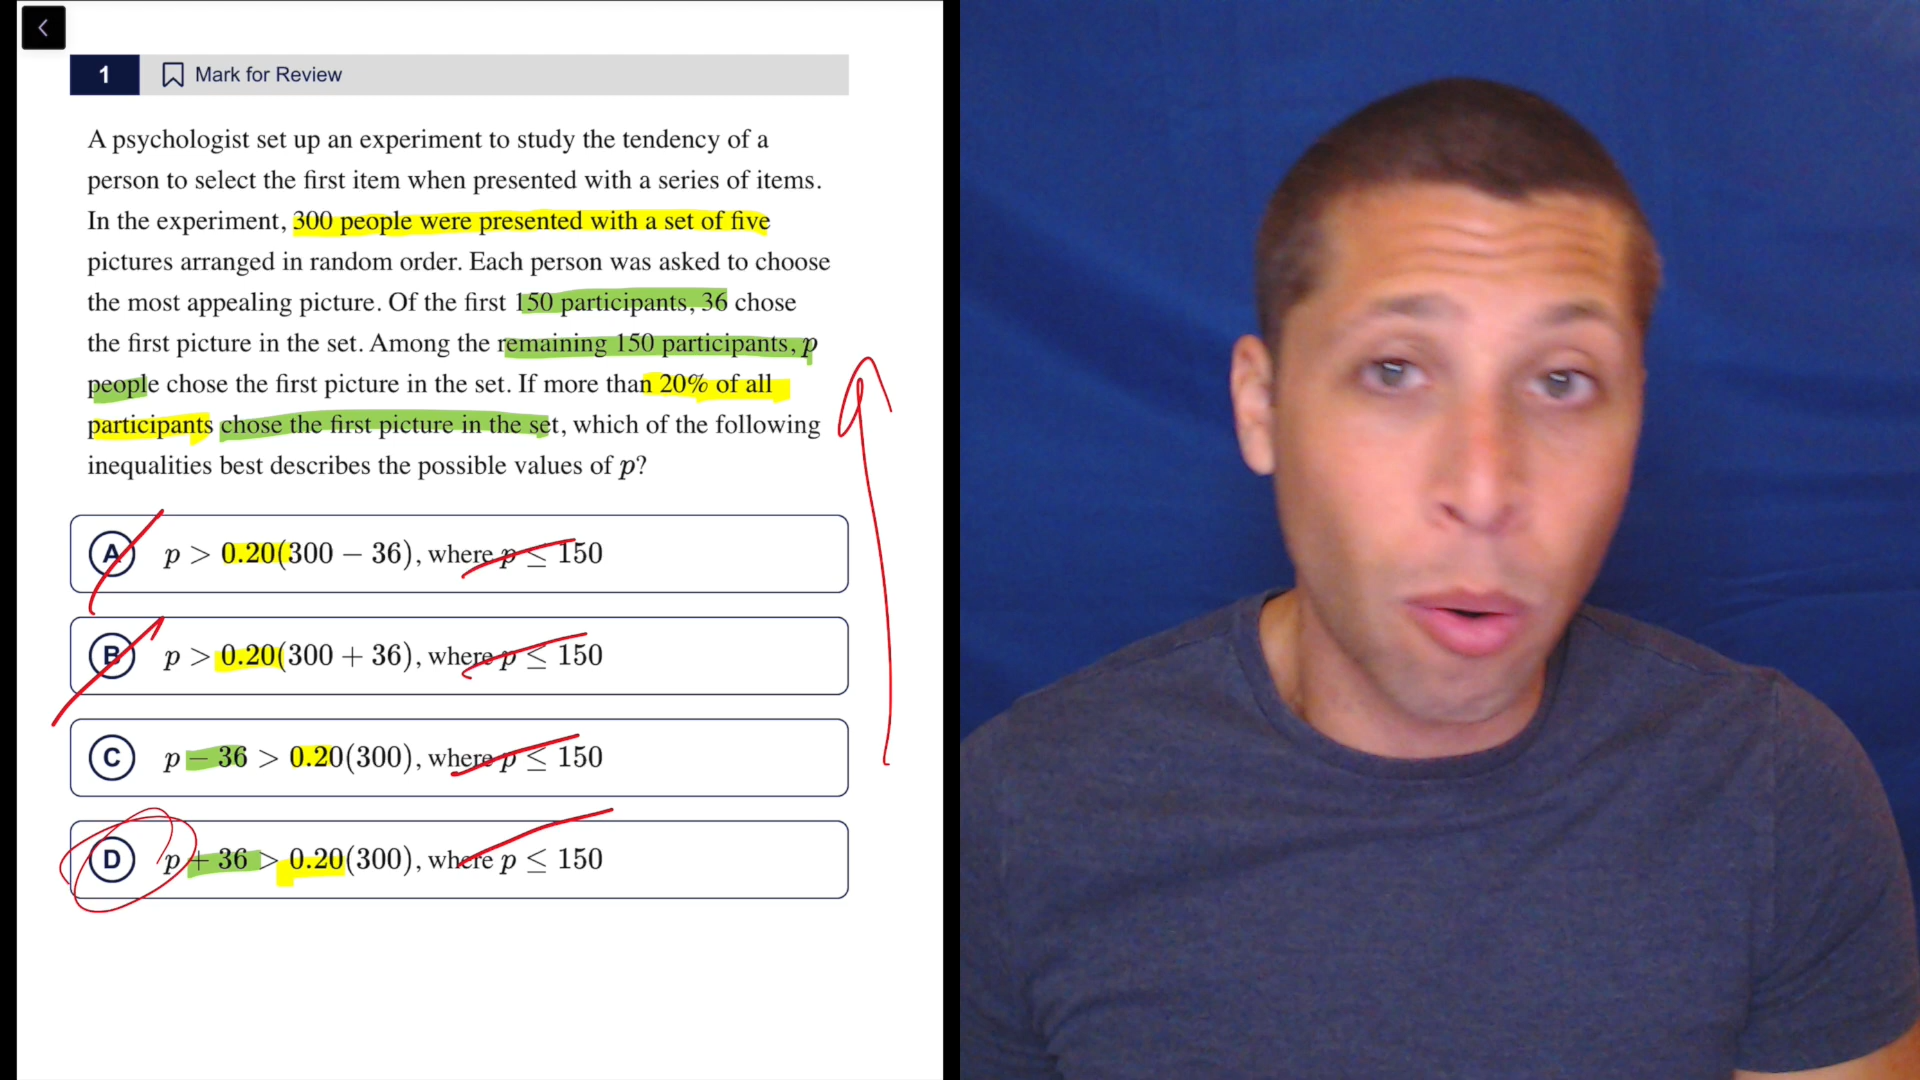 1 Mark for Review
A psychologist set up an experiment to study the tendency of a
person to select the first item when presented with a series of items.
In the experiment, 300 people were presented with a set of five
pictures arranged in random order. Each person was asked to choose
the most appealing picture. Of the first 150 participants, 36 chose
the first picture in the set. Among the remaining 150 participants, p
people chose the first picture in the set. If more than 20% of all
participants chose the first picture in the set, which of the following
inequalities best describes the possible values of p?
A p > 0.20(300 − 36), where p ≤ 150
B p > 0.20(300 + 36), where p ≤ 150
C p − 36 > 0.20(300), where p ≤ 150
D p + 36 > 0.20(300), where p ≤ 150